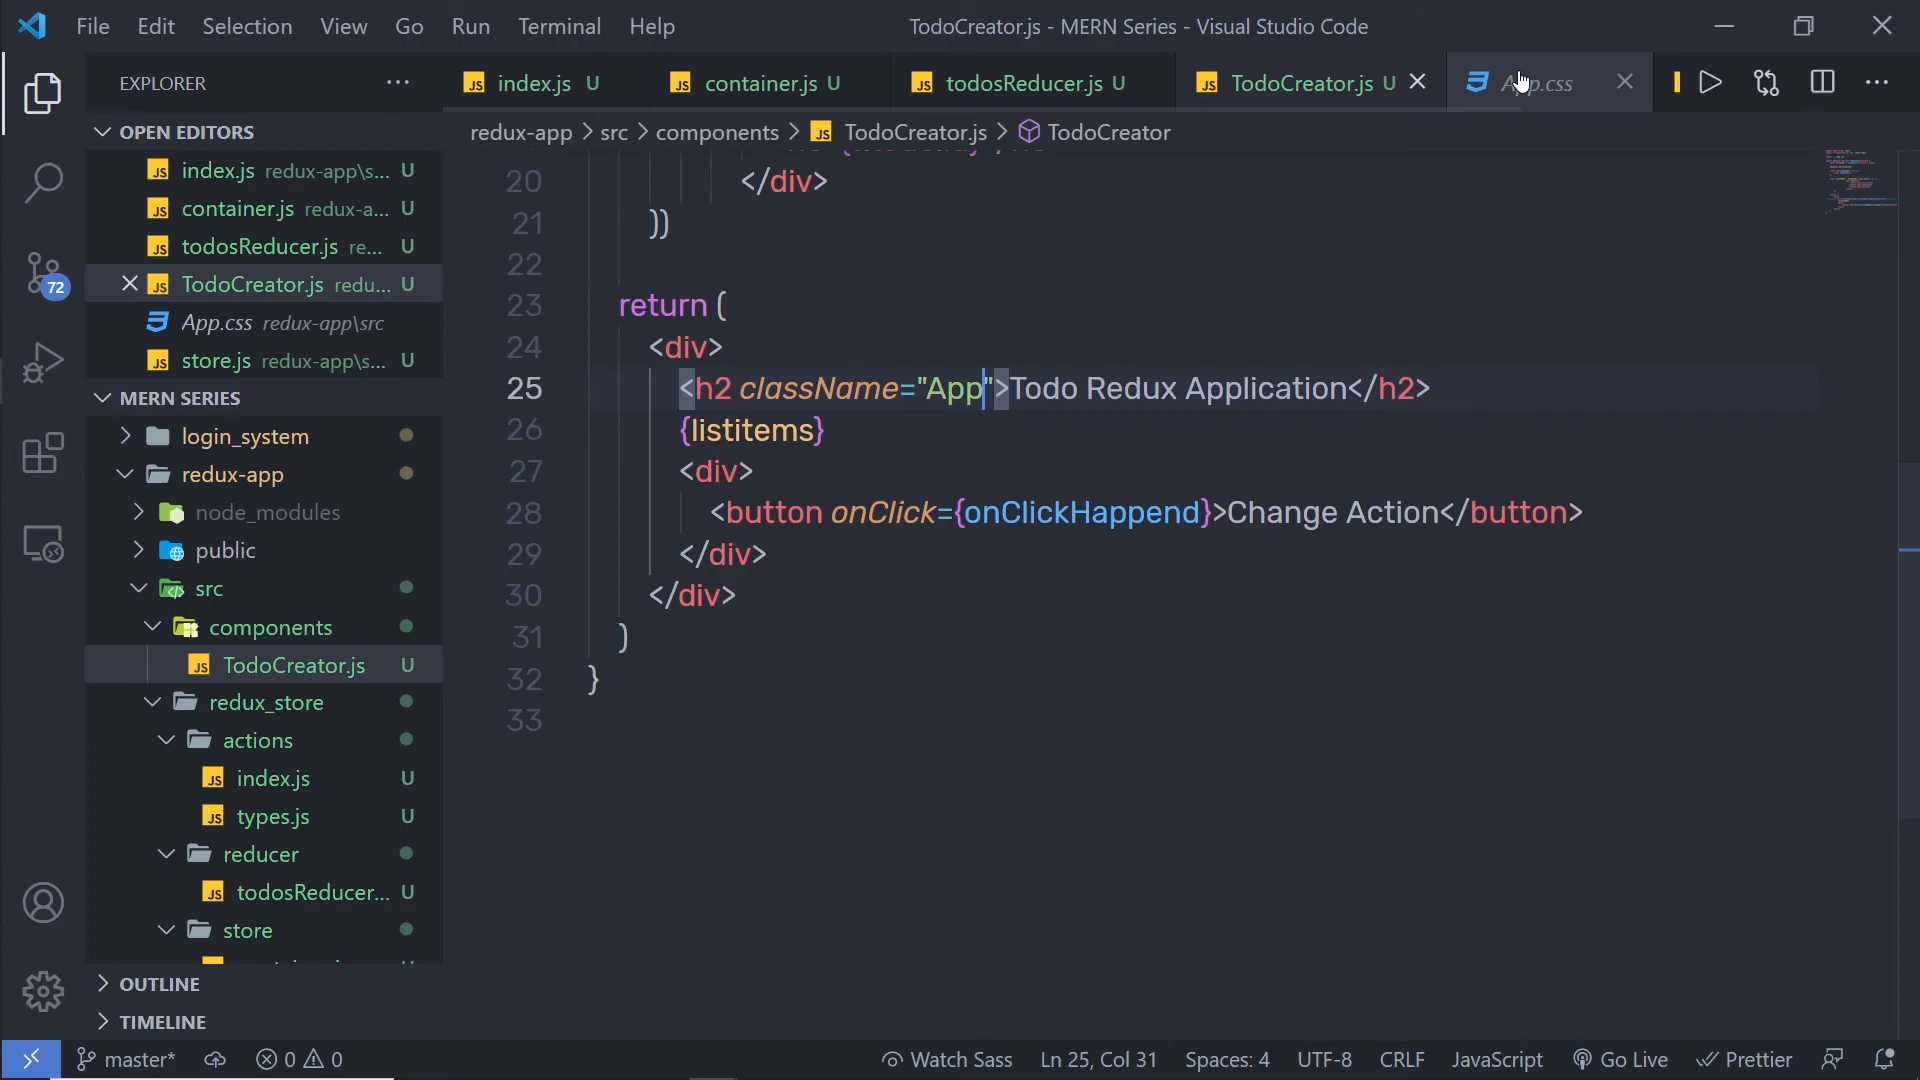 File Edit Selection View Go Run Terminal Help
TodoCreator.js - MERN Series - Visual Studio Code
EXPLORER
index.js U
container.js U
todosReducer.js U
TodoCreator.js U
App.css
OPEN EDITORS
index.js redux-app\s... U
container.js redux-a... U
todosReducer.js re... U
TodoCreator.js redu... U
App.css redux-app\src
store.js redux-app\s... U
MERN SERIES
login_system
redux-app
node_modules
public
src
components
TodoCreator.js U
redux_store
actions
index.js U
types.js U
reducer
todosReducer... U
store
OUTLINE
TIMELINE
72
redux-app > src > components > TodoCreator.js > TodoCreator
20 </div>
21 ))
22
23 return (
24 <div>
25 <h2 className="App">Todo Redux Application</h2>
26 {listitems}
27 <div>
28 <button onClick={onClickHappend}>Change Action</button>
29 </div>
30 </div>
31 )
32 }
33
master* 0 0
Watch Sass Ln 25, Col 31 Spaces: 4 UTF-8 CRLF JavaScript Go Live Prettier